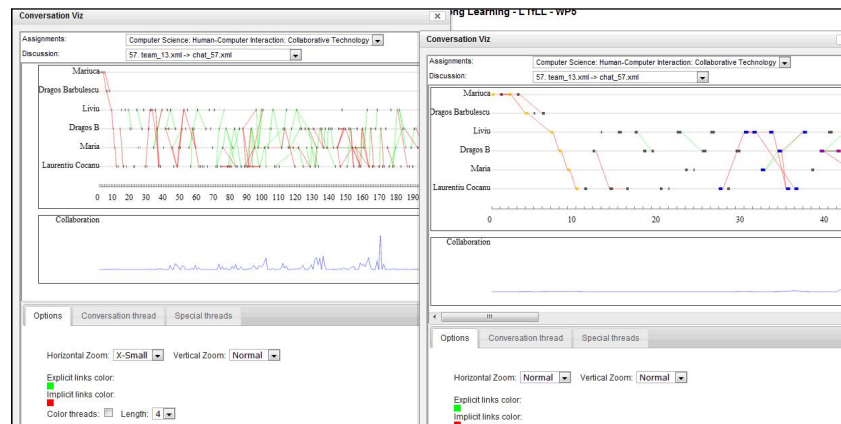 Conversation Viz
Assignments: Computer Science: Human-Computer Interaction: Collaborative Technology
Discussion: 57. team_13.xml -> chat_57.xml
Mariuca
Dragos Barbulescu
Liviu
Dragos B
Maria
Laurentiu Cocanu
0 10 20 30 40 50 60 70 80 90 100 110 120 130 140 150 160 170 180 190
Collaboration
Options Conversation thread Special threads
Horizontal Zoom: X-Small Vertical Zoom: Normal
Explicit links color:
Implicit links color:
Color threads: Length: 4
ong Learning - LTfLL - WP5
Conversation Viz
Assignments: Computer Science: Human-Computer Interaction: Collaborative Technology
Discussion: 57. team_13.xml -> chat_57.xml
Mariuca
Dragos Barbulescu
Liviu
Dragos B
Maria
Laurentiu Cocanu
0 10 20 30 40
Collaboration
Options Conversation thread Special threads
Horizontal Zoom: Normal Vertical Zoom: Normal
Explicit links color:
Implicit links color: